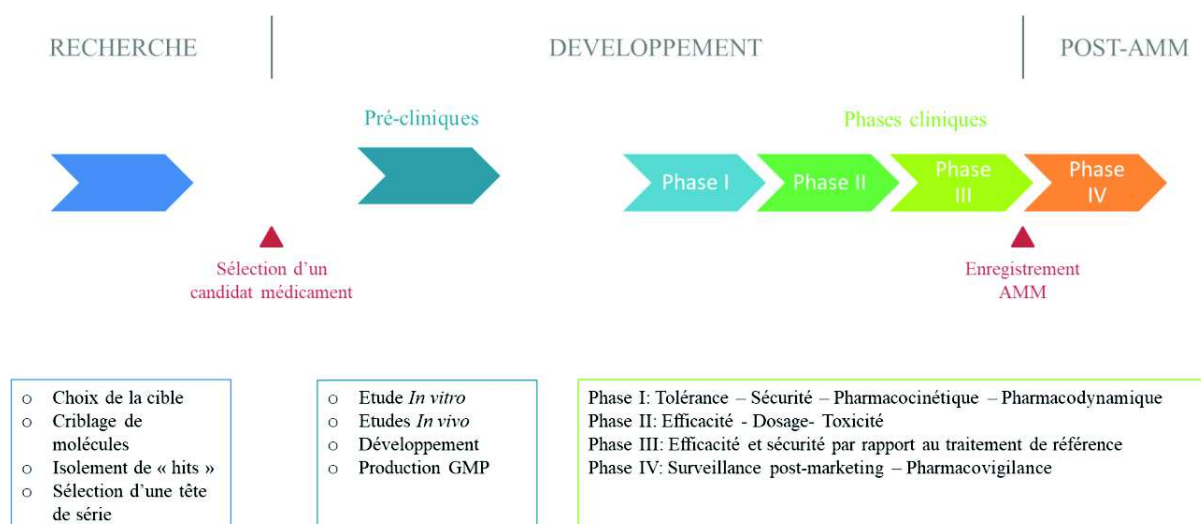 RECHERCHE
DEVELOPPEMENT
POST-AMM
Pré-cliniques
Phases cliniques
Phase I
Phase II
Phase
III
Phase
IV
Sélection d’un
candidat médicament
Enregistrement
AMM
o Choix de la cible
o Criblage de
molécules
o Isolement de « hits »
o Sélection d’une tête
de série
o Etude In vitro
o Etudes In vivo
o Développement
o Production GMP
Phase I: Tolérance – Sécurité – Pharmacocinétique – Pharmacodynamique
Phase II: Efficacité - Dosage- Toxicité
Phase III: Efficacité et sécurité par rapport au traitement de référence
Phase IV: Surveillance post-marketing – Pharmacovigilance